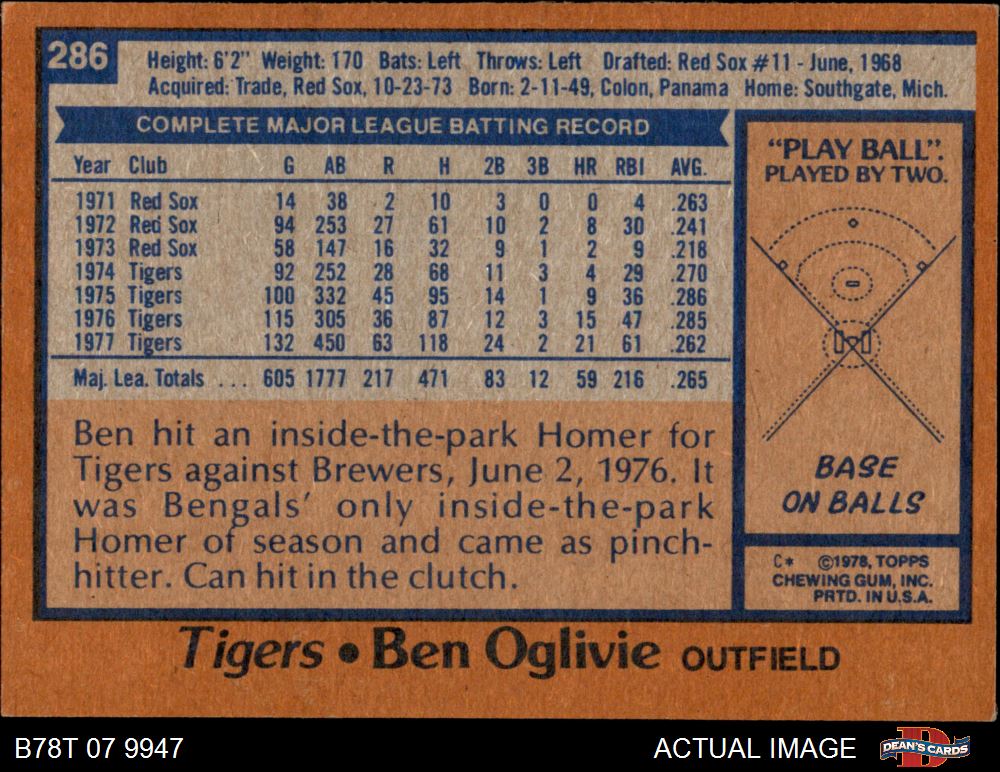 286
Height: 6'2" Weight: 170 Bats: Left Throws: Left Drafted: Red Sox #11 - June, 1968
Acquired: Trade, Red Sox, 10-23-73 Born: 2-11-49, Colon, Panama Home: Southgate, Mich.
COMPLETE MAJOR LEAGUE BATTING RECORD
Year Club G AB R H 2B 3B HR RBI AVG.
1971 Red Sox 14 38 2 10 3 0 0 4 .263
1972 Red Sox 94 253 27 61 10 2 8 30 .241
1973 Red Sox 58 147 16 32 9 1 2 9 .218
1974 Tigers 92 252 28 68 11 3 4 29 .270
1975 Tigers 100 332 45 95 14 1 9 36 .286
1976 Tigers 115 305 36 87 12 3 15 47 .285
1977 Tigers 132 450 63 118 24 2 21 61 .262
Maj. Lea. Totals ... 605 1777 217 471 83 12 59 216 .265
Ben hit an inside-the-park Homer for
Tigers against Brewers, June 2, 1976. It
was Bengals' only inside-the-park
Homer of season and came as pinch-
hitter. Can hit in the clutch.
"PLAY BALL".
PLAYED BY TWO.
BASE
ON BALLS
C* ©1978, TOPPS
CHEWING GUM, INC.
PRTD. IN U.S.A.
Tigers • Ben Oglivie OUTFIELD
B78T 07 9947
ACTUAL IMAGE
D
DEAN'S CARDS